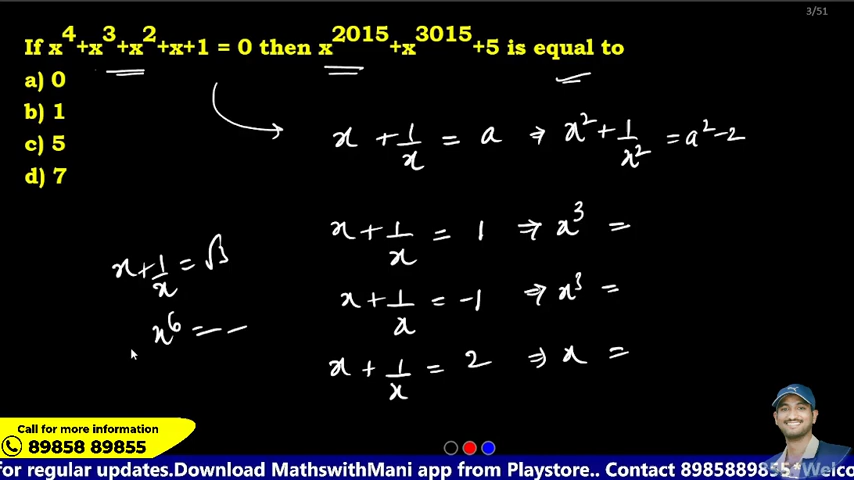 3/51
If x⁴+x³+x²+x+1 = 0 then x²⁰¹⁵+x³⁰¹⁵+5 is equal to
a) 0
b) 1
c) 5
d) 7
x + 1/x = a ⇒ x² + 1/x² = a² - 2
x + 1/x = 1 ⇒ x³ =
x + 1/x = √3
x + 1/x = -1 ⇒ x³ =
x⁶ = - -
x + 1/x = 2 ⇒ x =
Call for more information
89858 89855
for regular updates.Download MathswithMani app from Playstore.. Contact 8985889855*Welco